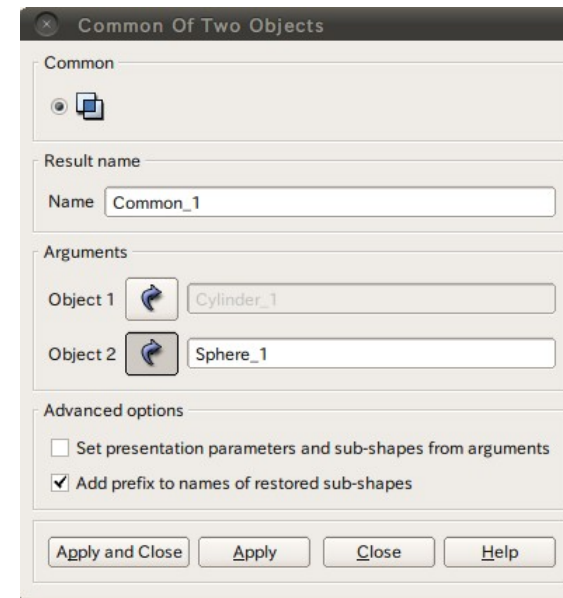 Common Of Two Objects
Common
Result name
Name Common_1
Arguments
Object 1 Cylinder_1
Object 2 Sphere_1
Advanced options
Set presentation parameters and sub-shapes from arguments
Add prefix to names of restored sub-shapes
Apply and Close Apply Close Help